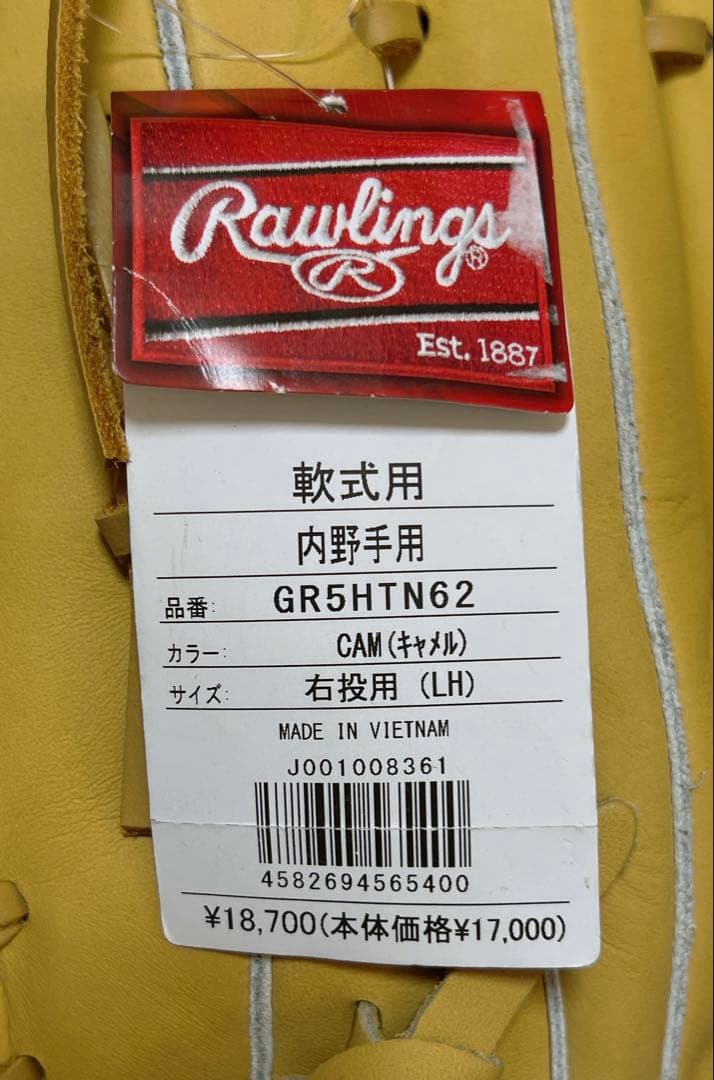 Rawlings®
R
Est. 1887
軟式用
内野手用
品番: GR5HTN62
カラー: CAM(ｷｬﾒﾙ)
サイズ: 右投用 (LH)
MADE IN VIETNAM
J001008361
4582694565400
¥18,700(本体価格¥17,000)